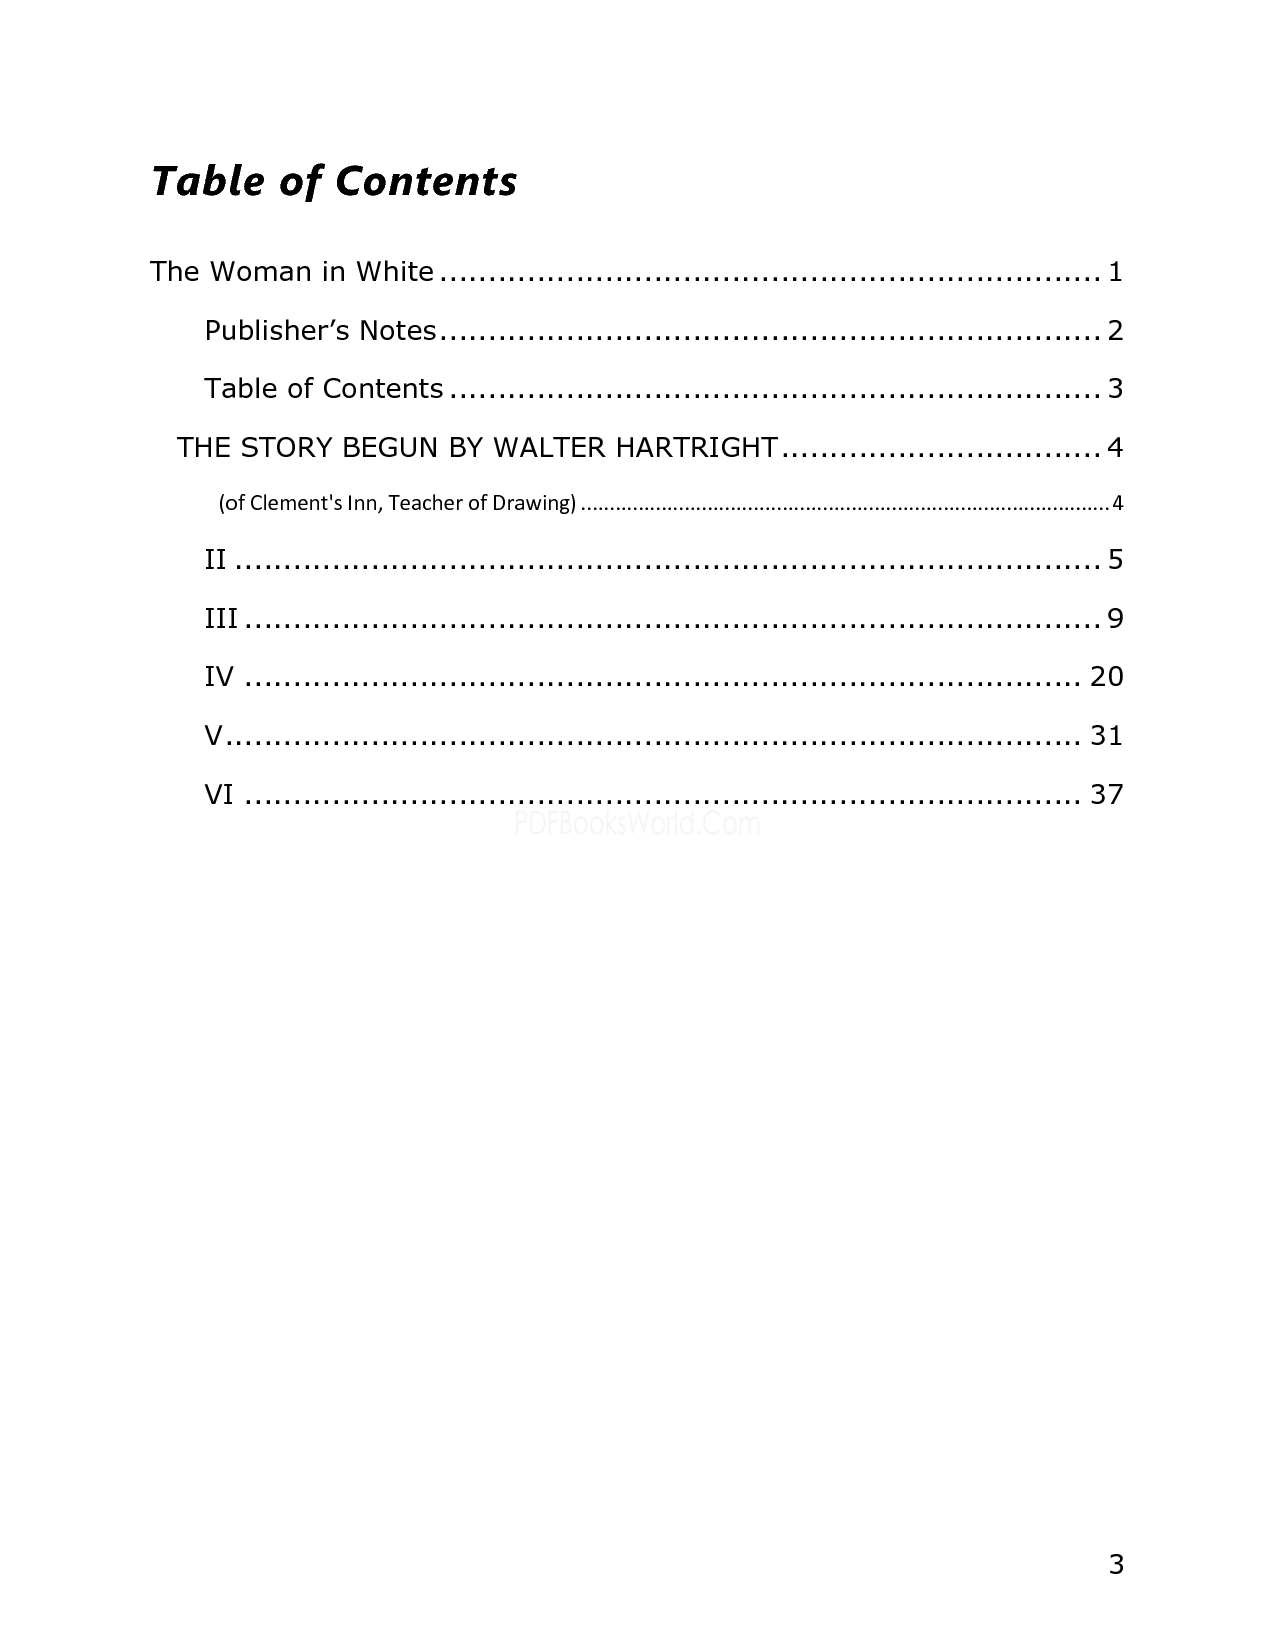 Table of Contents
The Woman in White ................................................................... 1
Publisher’s Notes ................................................................... 2
Table of Contents ................................................................... 3
THE STORY BEGUN BY WALTER HARTRIGHT ................................. 4
(of Clement's Inn, Teacher of Drawing) ............................................................................................ 4
II ......................................................................................... 5
III ........................................................................................ 9
IV ...................................................................................... 20
V ........................................................................................ 31
VI ...................................................................................... 37
PDFBooksWorld.Com
3